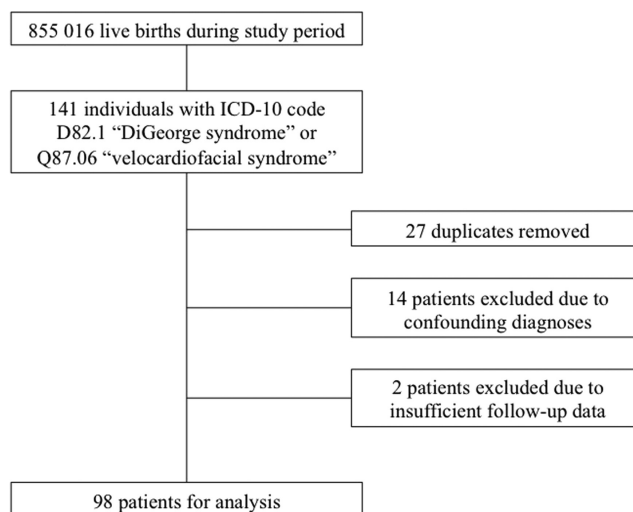 855 016 live births during study period
141 individuals with ICD-10 code
D82.1 “DiGeorge syndrome” or
Q87.06 “velocardiofacial syndrome”
27 duplicates removed
14 patients excluded due to
confounding diagnoses
2 patients excluded due to
insufficient follow-up data
98 patients for analysis